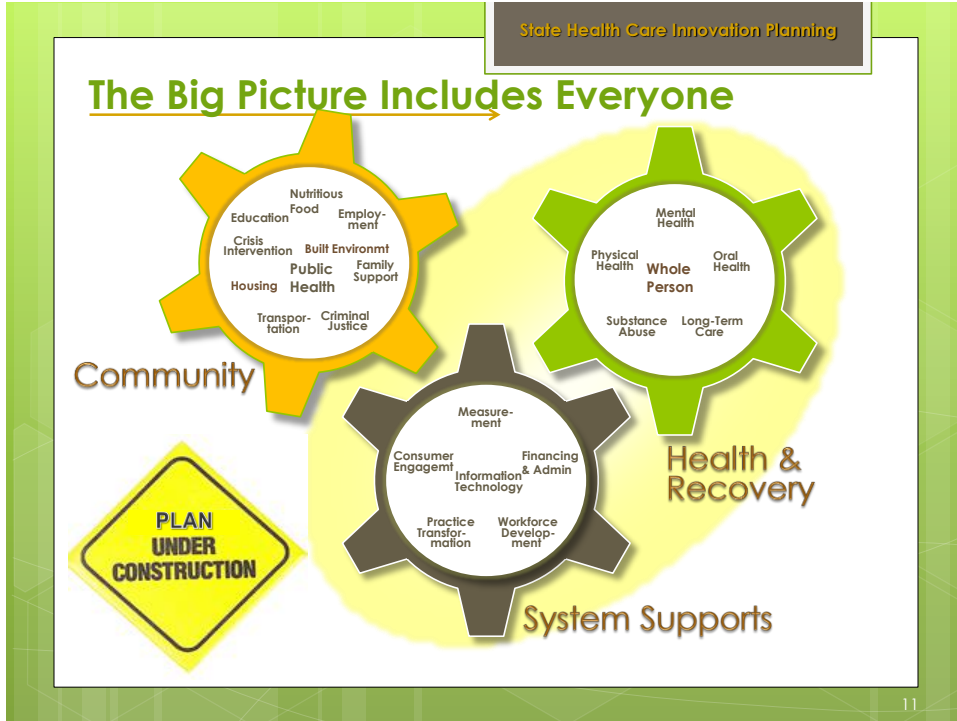 State Health Care Innovation Planning
The Big Picture Includes Everyone
Nutritious
Food
Education
Employ-
ment
Crisis
Intervention
Built Environmt
Public
Health
Family
Support
Housing
Transpor-
tation
Criminal
Justice
Community
Mental
Health
Physical
Health
Whole
Person
Oral
Health
Substance
Abuse
Long-Term
Care
Health &
Recovery
Measure-
ment
Consumer
Engagemt
Financing
& Admin
Information
Technology
Practice
Transfor-
mation
Workforce
Develop-
ment
System Supports
PLAN
UNDER
CONSTRUCTION
11